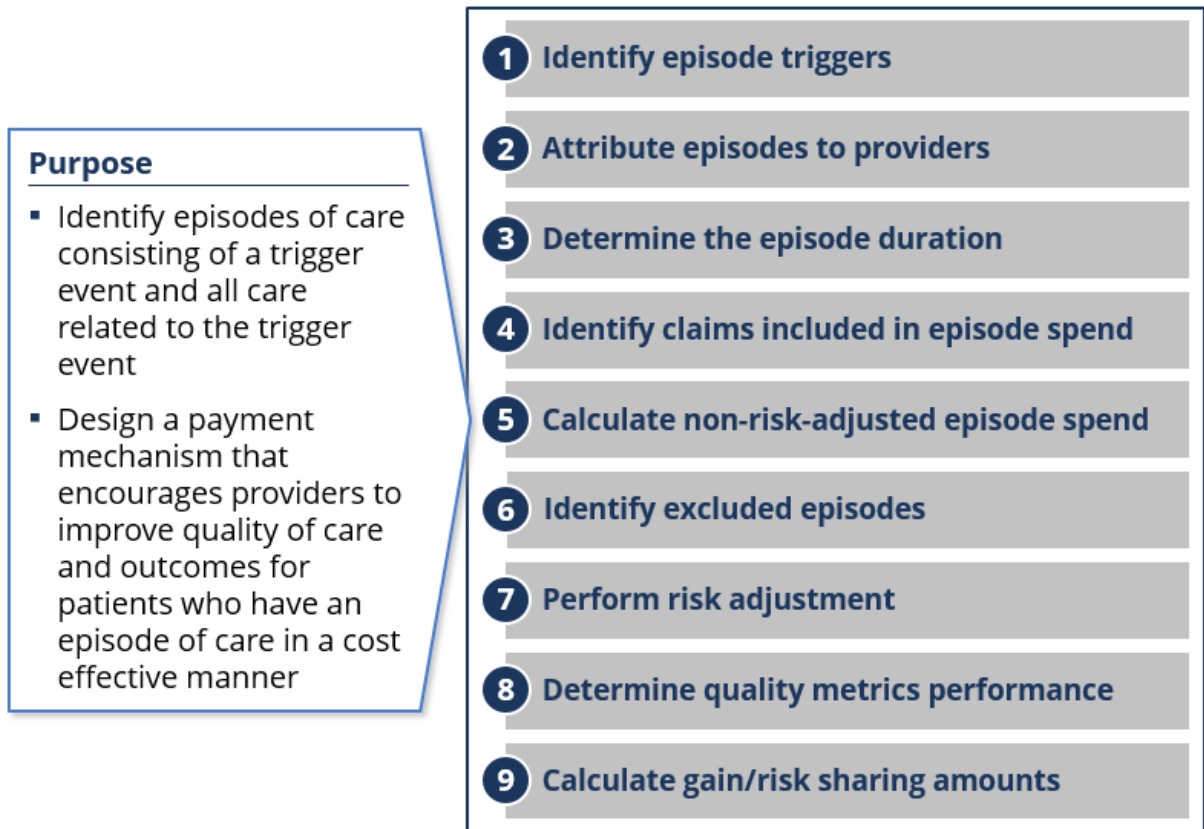 Purpose
▪ Identify episodes of care
consisting of a trigger
event and all care
related to the trigger
event
▪ Design a payment
mechanism that
encourages providers to
improve quality of care
and outcomes for
patients who have an
episode of care in a cost
effective manner
1 Identify episode triggers
2 Attribute episodes to providers
3 Determine the episode duration
4 Identify claims included in episode spend
5 Calculate non-risk-adjusted episode spend
6 Identify excluded episodes
7 Perform risk adjustment
8 Determine quality metrics performance
9 Calculate gain/risk sharing amounts